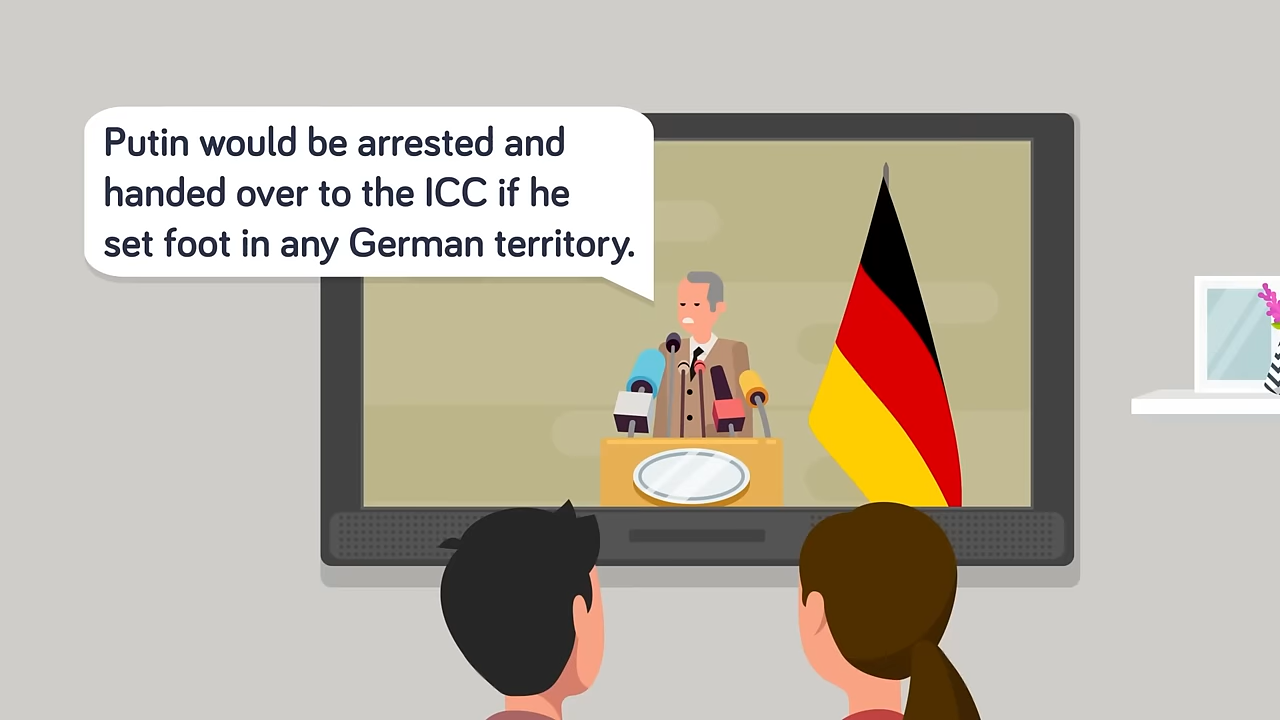 Putin would be arrested and
handed over to the ICC if he
set foot in any German territory.